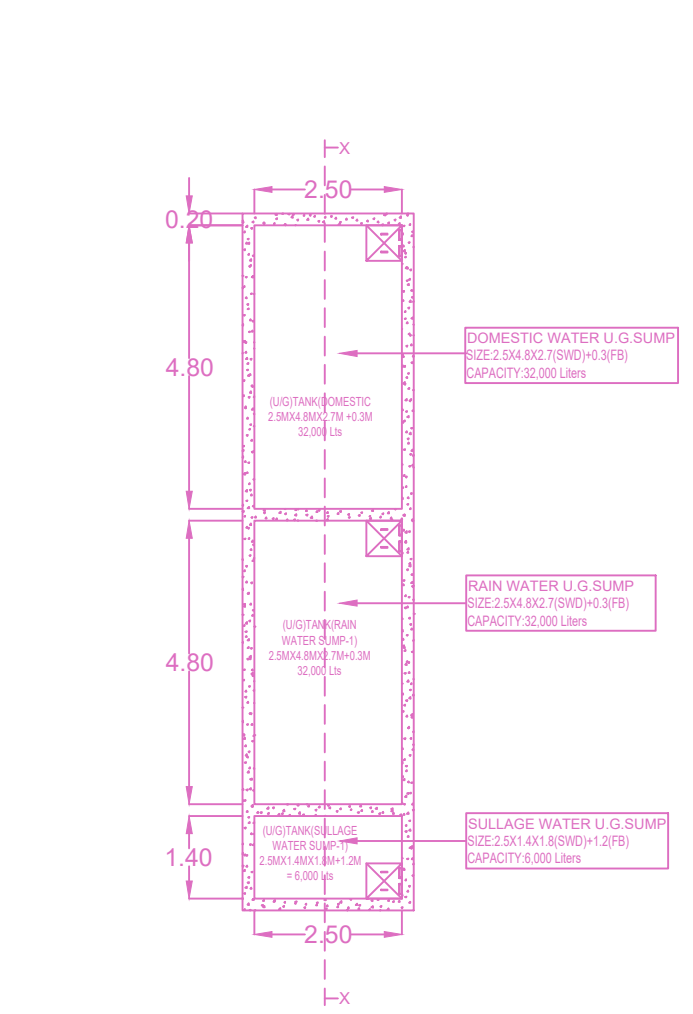 X
2.50
0.20
4.80
DOMESTIC WATER U.G.SUMP
SIZE:2.5X4.8X2.7(SWD)+0.3(FB)
CAPACITY:32,000 Liters
(U/G)TANK(DOMESTIC
2.5MX4.8MX2.7M +0.3M
32,000 Lts
RAIN WATER U.G.SUMP
SIZE:2.5X4.8X2.7(SWD)+0.3(FB)
CAPACITY:32,000 Liters
(U/G)TANK(RAIN
WATER SUMP-1)
2.5MX4.8MX2.7M+0.3M
32,000 Lts
4.80
SULLAGE WATER U.G.SUMP
SIZE:2.5X1.4X1.8(SWD)+1.2(FB)
CAPACITY:6,000 Liters
(U/G)TANK(SULLAGE
WATER SUMP-1)
2.5MX1.4MX1.8M+1.2M
= 6,000 Lts
1.40
2.50
X